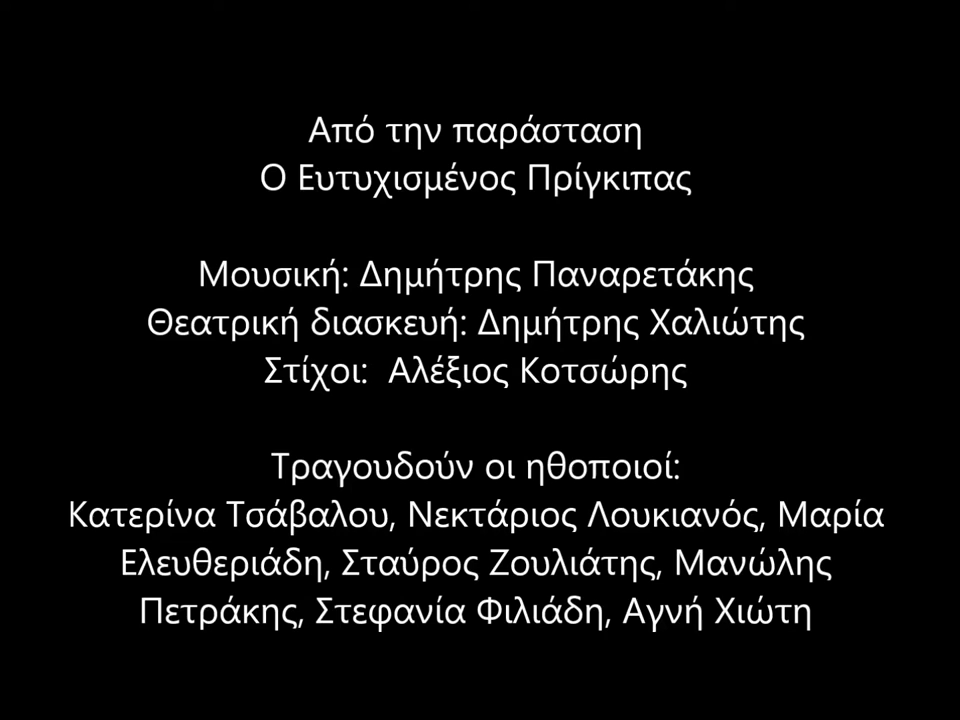 Από την παράσταση
Ο Ευτυχισμένος Πρίγκιπας
Μουσική: Δημήτρης Παναρετάκης
Θεατρική διασκευή: Δημήτρης Χαλιώτης
Στίχοι:  Αλέξιος Κοτσώρης
Τραγουδούν οι ηθοποιοί:
Κατερίνα Τσάβαλου, Νεκτάριος Λουκιανός, Μαρία
Ελευθεριάδη, Σταύρος Ζουλιάτης, Μανώλης
Πετράκης, Στεφανία Φιλιάδη, Αγνή Χιώτη